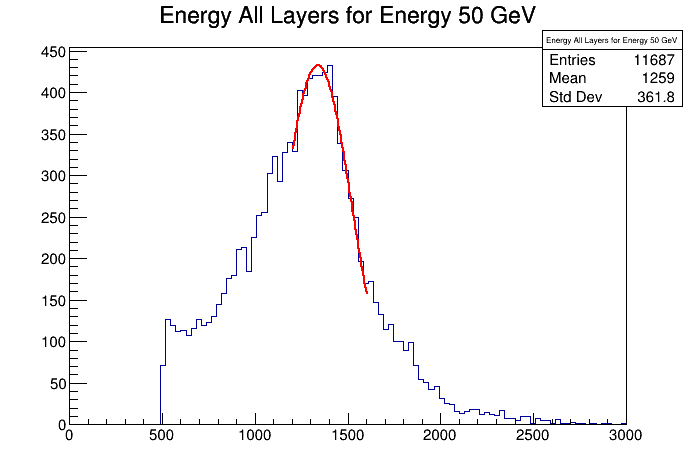 Energy All Layers for Energy 50 GeV
Energy All Layers for Energy 50 GeV
Entries 11687
Mean 1259
Std Dev 361.8
450
400
350
300
250
200
150
100
50
0
0 500 1000 1500 2000 2500 3000